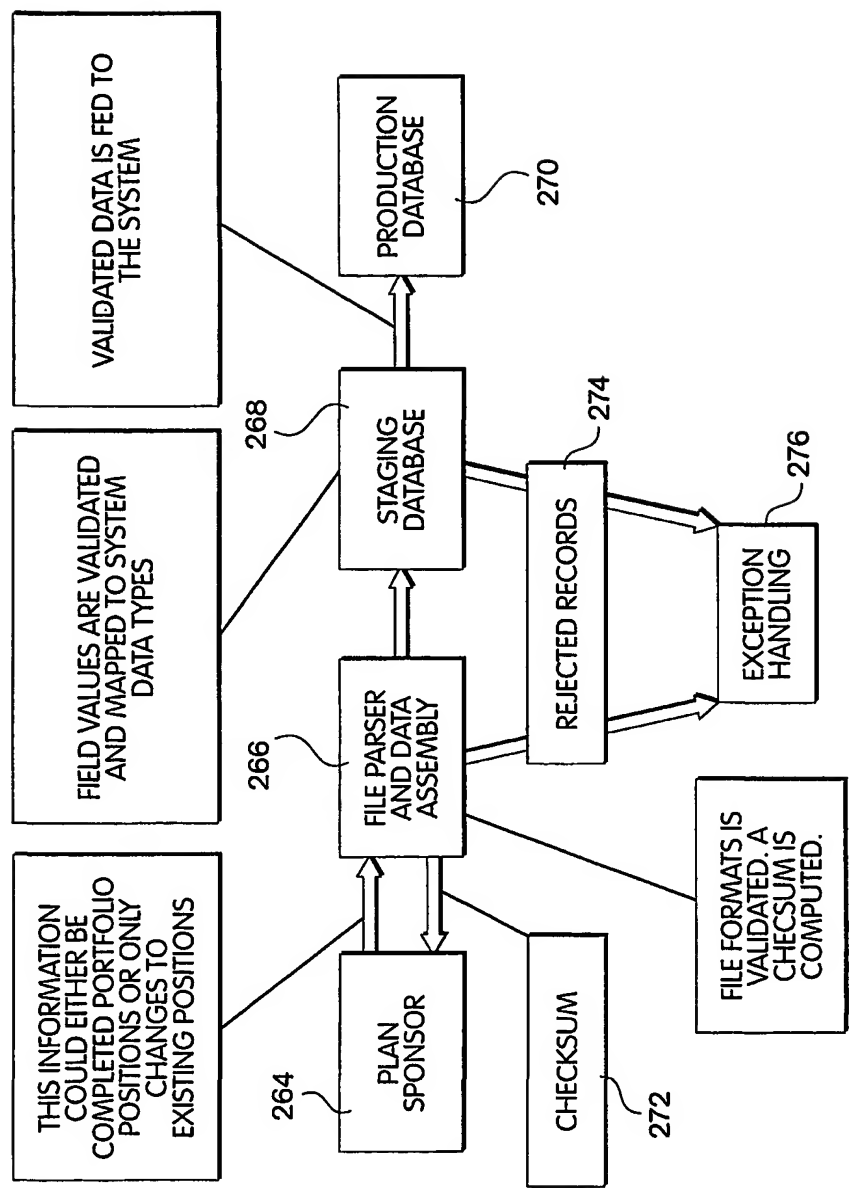 THIS INFORMATION
COULD EITHER BE
COMPLETED PORTFOLIO
POSITIONS OR ONLY
CHANGES TO
EXISTING POSITIONS
FIELD VALUES ARE VALIDATED
AND MAPPED TO SYSTEM
DATA TYPES
VALIDATED DATA IS FED TO
THE SYSTEM
264
PLAN
SPONSOR
266
FILE PARSER
AND DATA
ASSEMBLY
268
STAGING
DATABASE
PRODUCTION
DATABASE
270
CHECKSUM
272
REJECTED RECORDS
274
FILE FORMATS IS
VALIDATED. A
CHECSUM IS
COMPUTED.
EXCEPTION
HANDLING
276